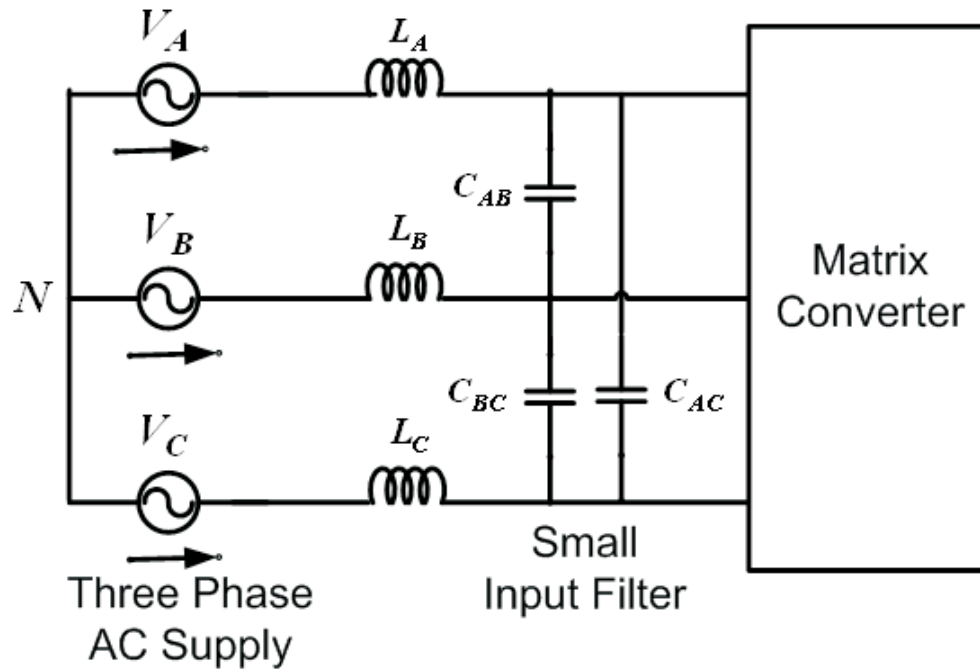 V_A
L_A
C_AB
Matrix
Converter
V_B
L_B
N
C_BC
C_AC
V_C
L_C
Small
Input Filter
Three Phase
AC Supply